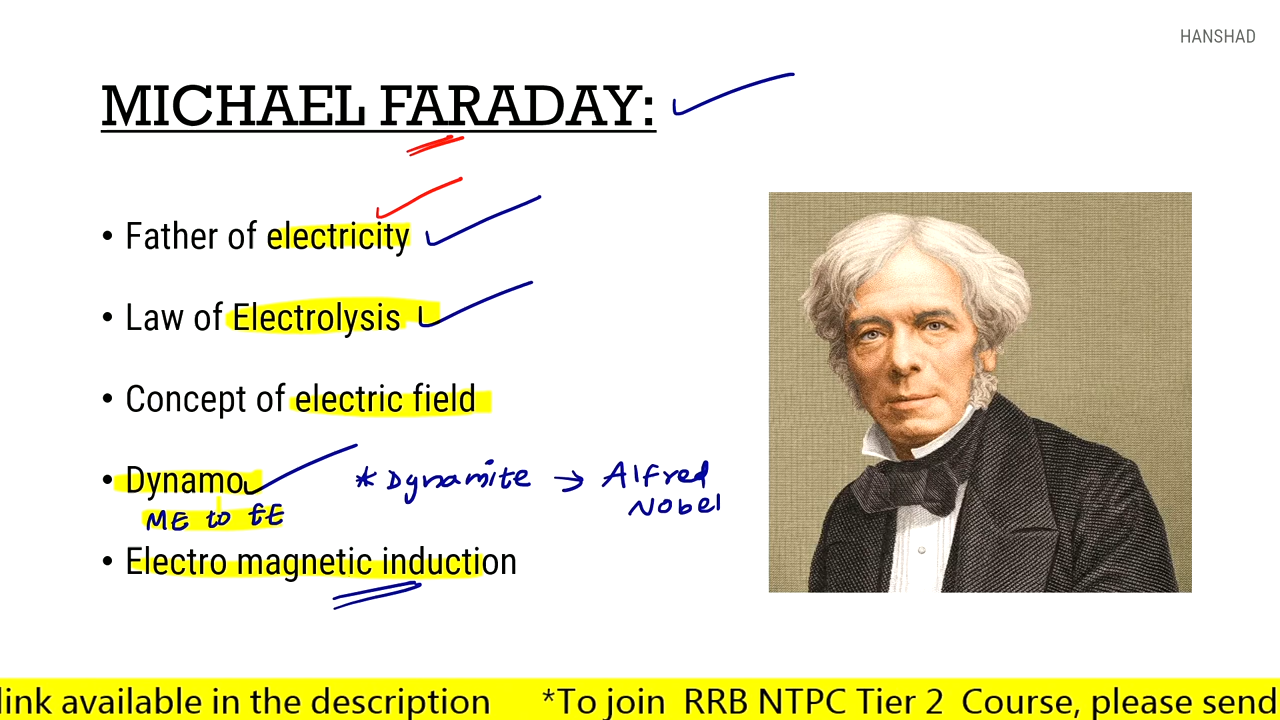 HANSHAD
MICHAEL FARADAY:
• Father of electricity
• Law of Electrolysis
• Concept of electric field
• Dynamo
* Dynamite → Alfred
Nobel
ME to EE
• Electro magnetic induction
link available in the description *To join RRB NTPC Tier 2 Course, please send